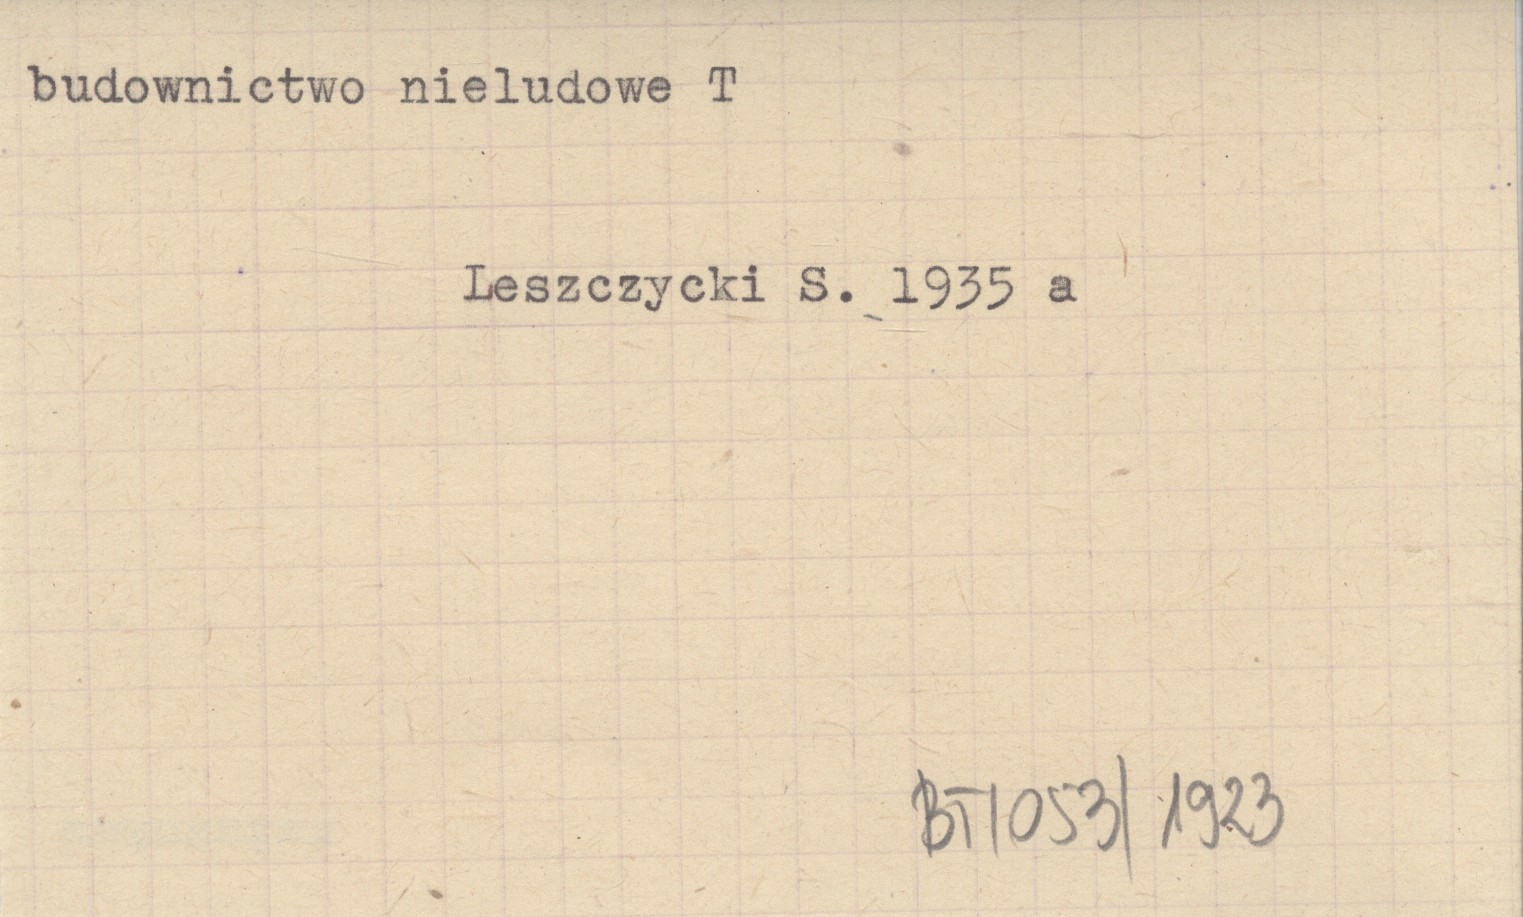 budownictwo nieludowe T
Leszczycki S. 1935 a
BT/053/1923